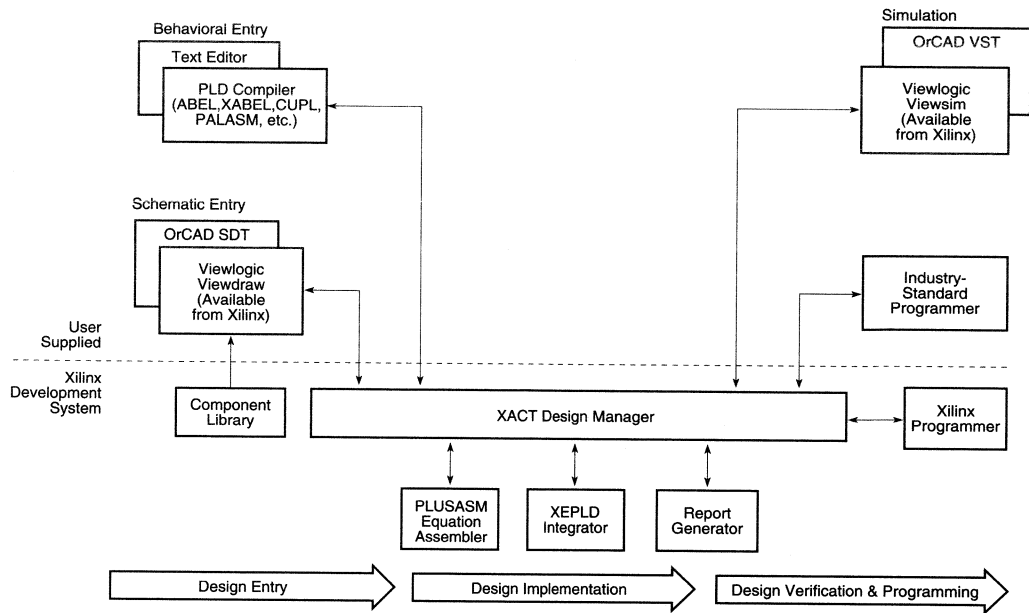 Behavioral Entry
Text Editor
PLD Compiler
(ABEL,XABEL,CUPL,
PALASM, etc.)
Simulation
OrCAD VST
Viewlogic
Viewsim
(Available
from Xilinx)
Schematic Entry
OrCAD SDT
Viewlogic
Viewdraw
(Available
from Xilinx)
Industry-
Standard
Programmer
User
Supplied
Xilinx
Development
System
Component
Library
XACT Design Manager
Xilinx
Programmer
PLUSASM
Equation
Assembler
XEPLD
Integrator
Report
Generator
Design Entry
Design Implementation
Design Verification & Programming